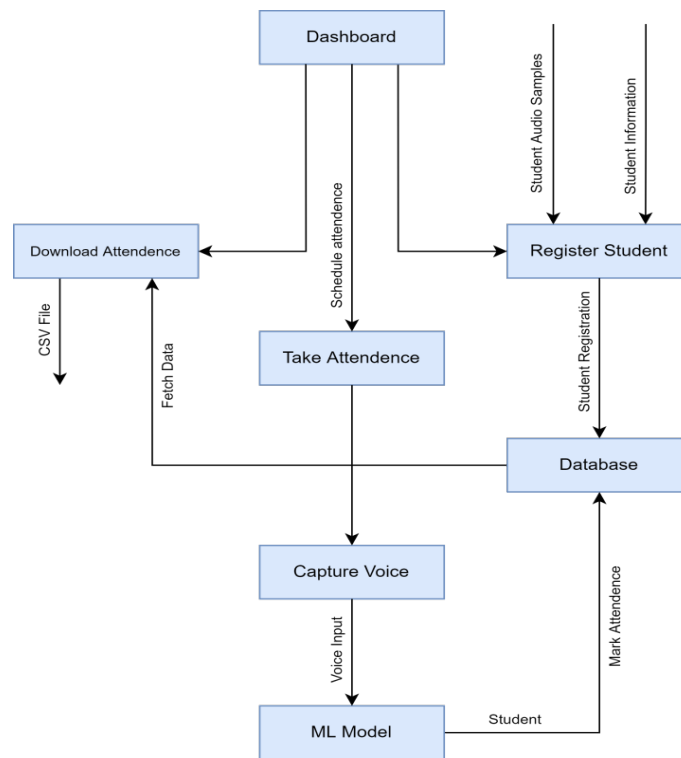 Dashboard
Student Audio Samples
Student Information
Download Attendence
Schedule attendence
Register Student
CSV File
Fetch Data
Take Attendence
Student Registration
Database
Capture Voice
Voice Input
Mark Attendence
ML Model
Student